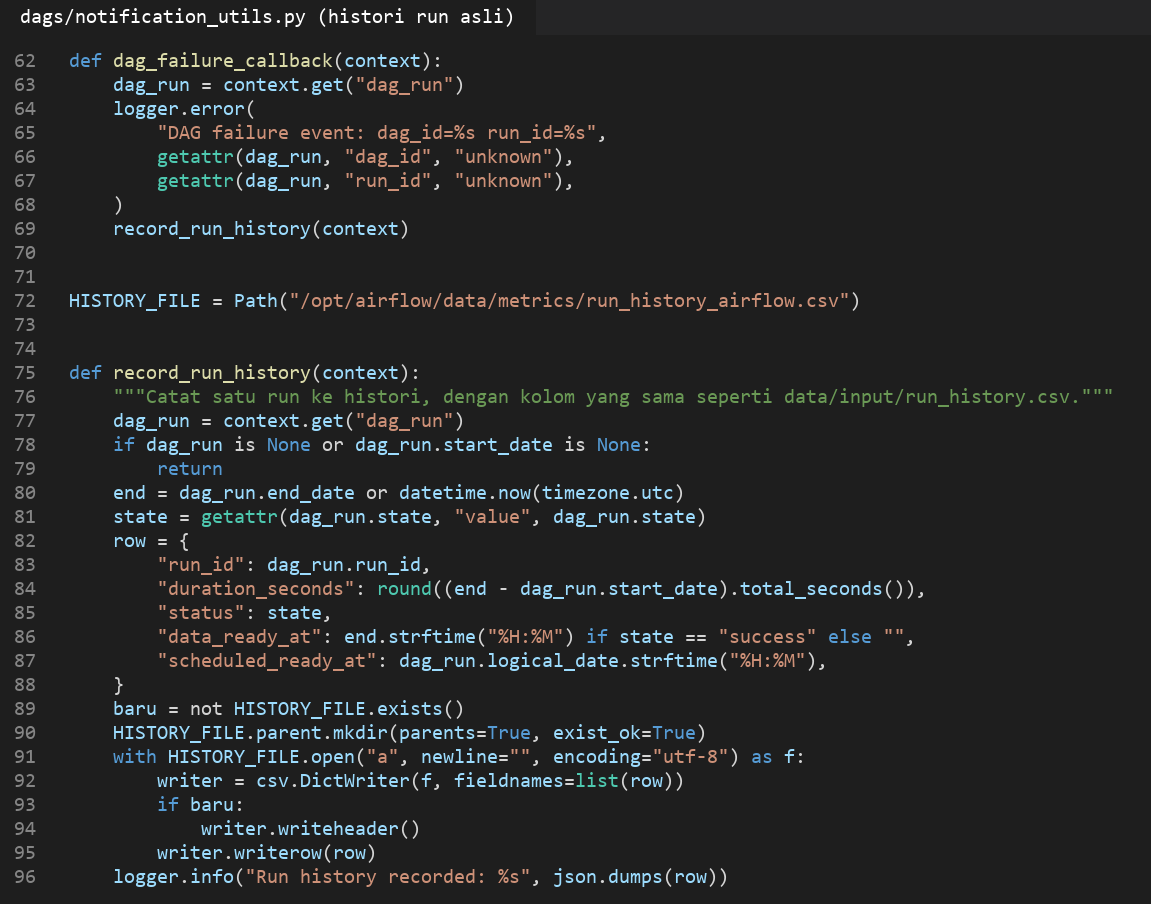 dags/notification_utils.py (histori run asli)
62 def dag_failure_callback(context):
63     dag_run = context.get("dag_run")
64     logger.error(
65         "DAG failure event: dag_id=%s run_id=%s",
66         getattr(dag_run, "dag_id", "unknown"),
67         getattr(dag_run, "run_id", "unknown"),
68     )
69     record_run_history(context)
70
71
72 HISTORY_FILE = Path("/opt/airflow/data/metrics/run_history_airflow.csv")
73
74
75 def record_run_history(context):
76     """Catat satu run ke histori, dengan kolom yang sama seperti data/input/run_history.csv."""
77     dag_run = context.get("dag_run")
78     if dag_run is None or dag_run.start_date is None:
79         return
80     end = dag_run.end_date or datetime.now(timezone.utc)
81     state = getattr(dag_run.state, "value", dag_run.state)
82     row = {
83         "run_id": dag_run.run_id,
84         "duration_seconds": round((end - dag_run.start_date).total_seconds()),
85         "status": state,
86         "data_ready_at": end.strftime("%H:%M") if state == "success" else "",
87         "scheduled_ready_at": dag_run.logical_date.strftime("%H:%M"),
88     }
89     baru = not HISTORY_FILE.exists()
90     HISTORY_FILE.parent.mkdir(parents=True, exist_ok=True)
91     with HISTORY_FILE.open("a", newline="", encoding="utf-8") as f:
92         writer = csv.DictWriter(f, fieldnames=list(row))
93         if baru:
94             writer.writeheader()
95         writer.writerow(row)
96     logger.info("Run history recorded: %s", json.dumps(row))